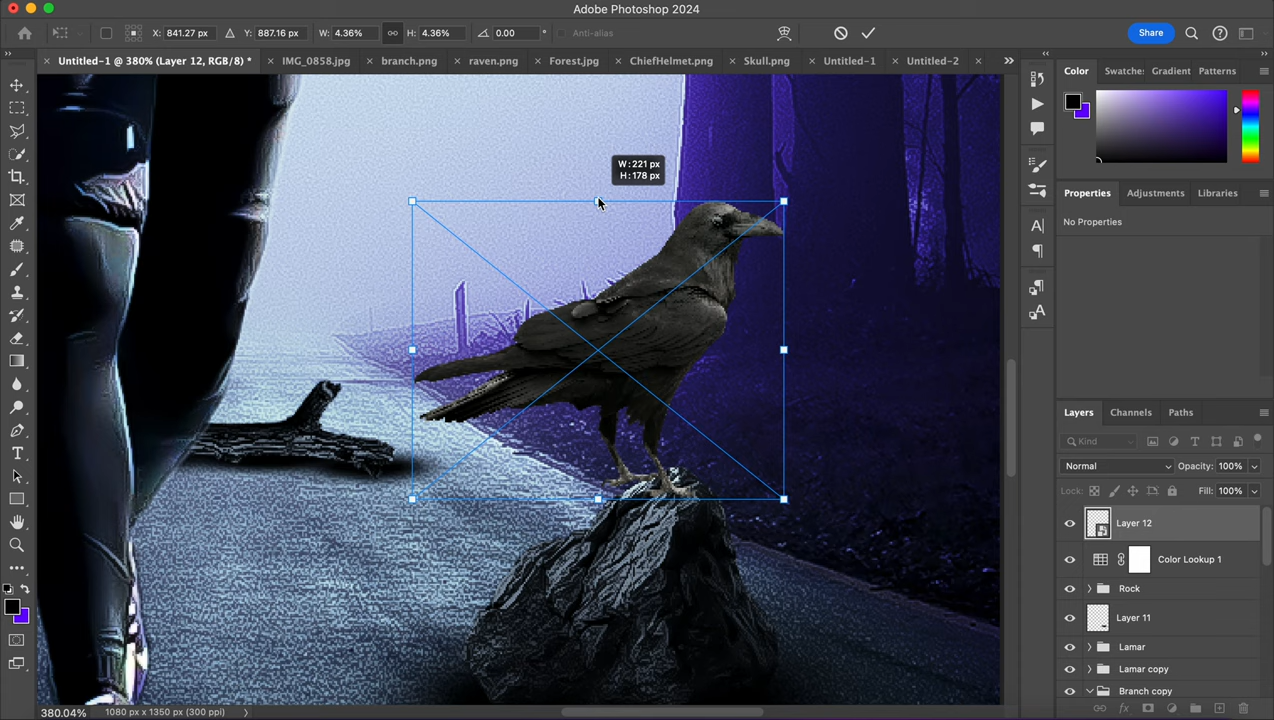 Adobe Photoshop 2024
X: 841.27 px Y: 887.16 px W: 4.36% H: 4.36% 0.00 ° Anti-alias Share
Untitled-1 @ 380% (Layer 12, RGB/8) * IMG_0858.jpg branch.png raven.png Forest.jpg ChiefHelmet.png Skull.png Untitled-1 Untitled-2
Color Swatche: Gradient Patterns
W: 221 px
H: 178 px
Properties Adjustments Libraries
No Properties
Layers Channels Paths
Kind
Normal Opacity: 100%
Lock: Fill: 100%
Layer 12
Color Lookup 1
Rock
Layer 11
Lamar
Lamar copy
Branch copy
380.04% 1080 px x 1350 px (300 ppi)